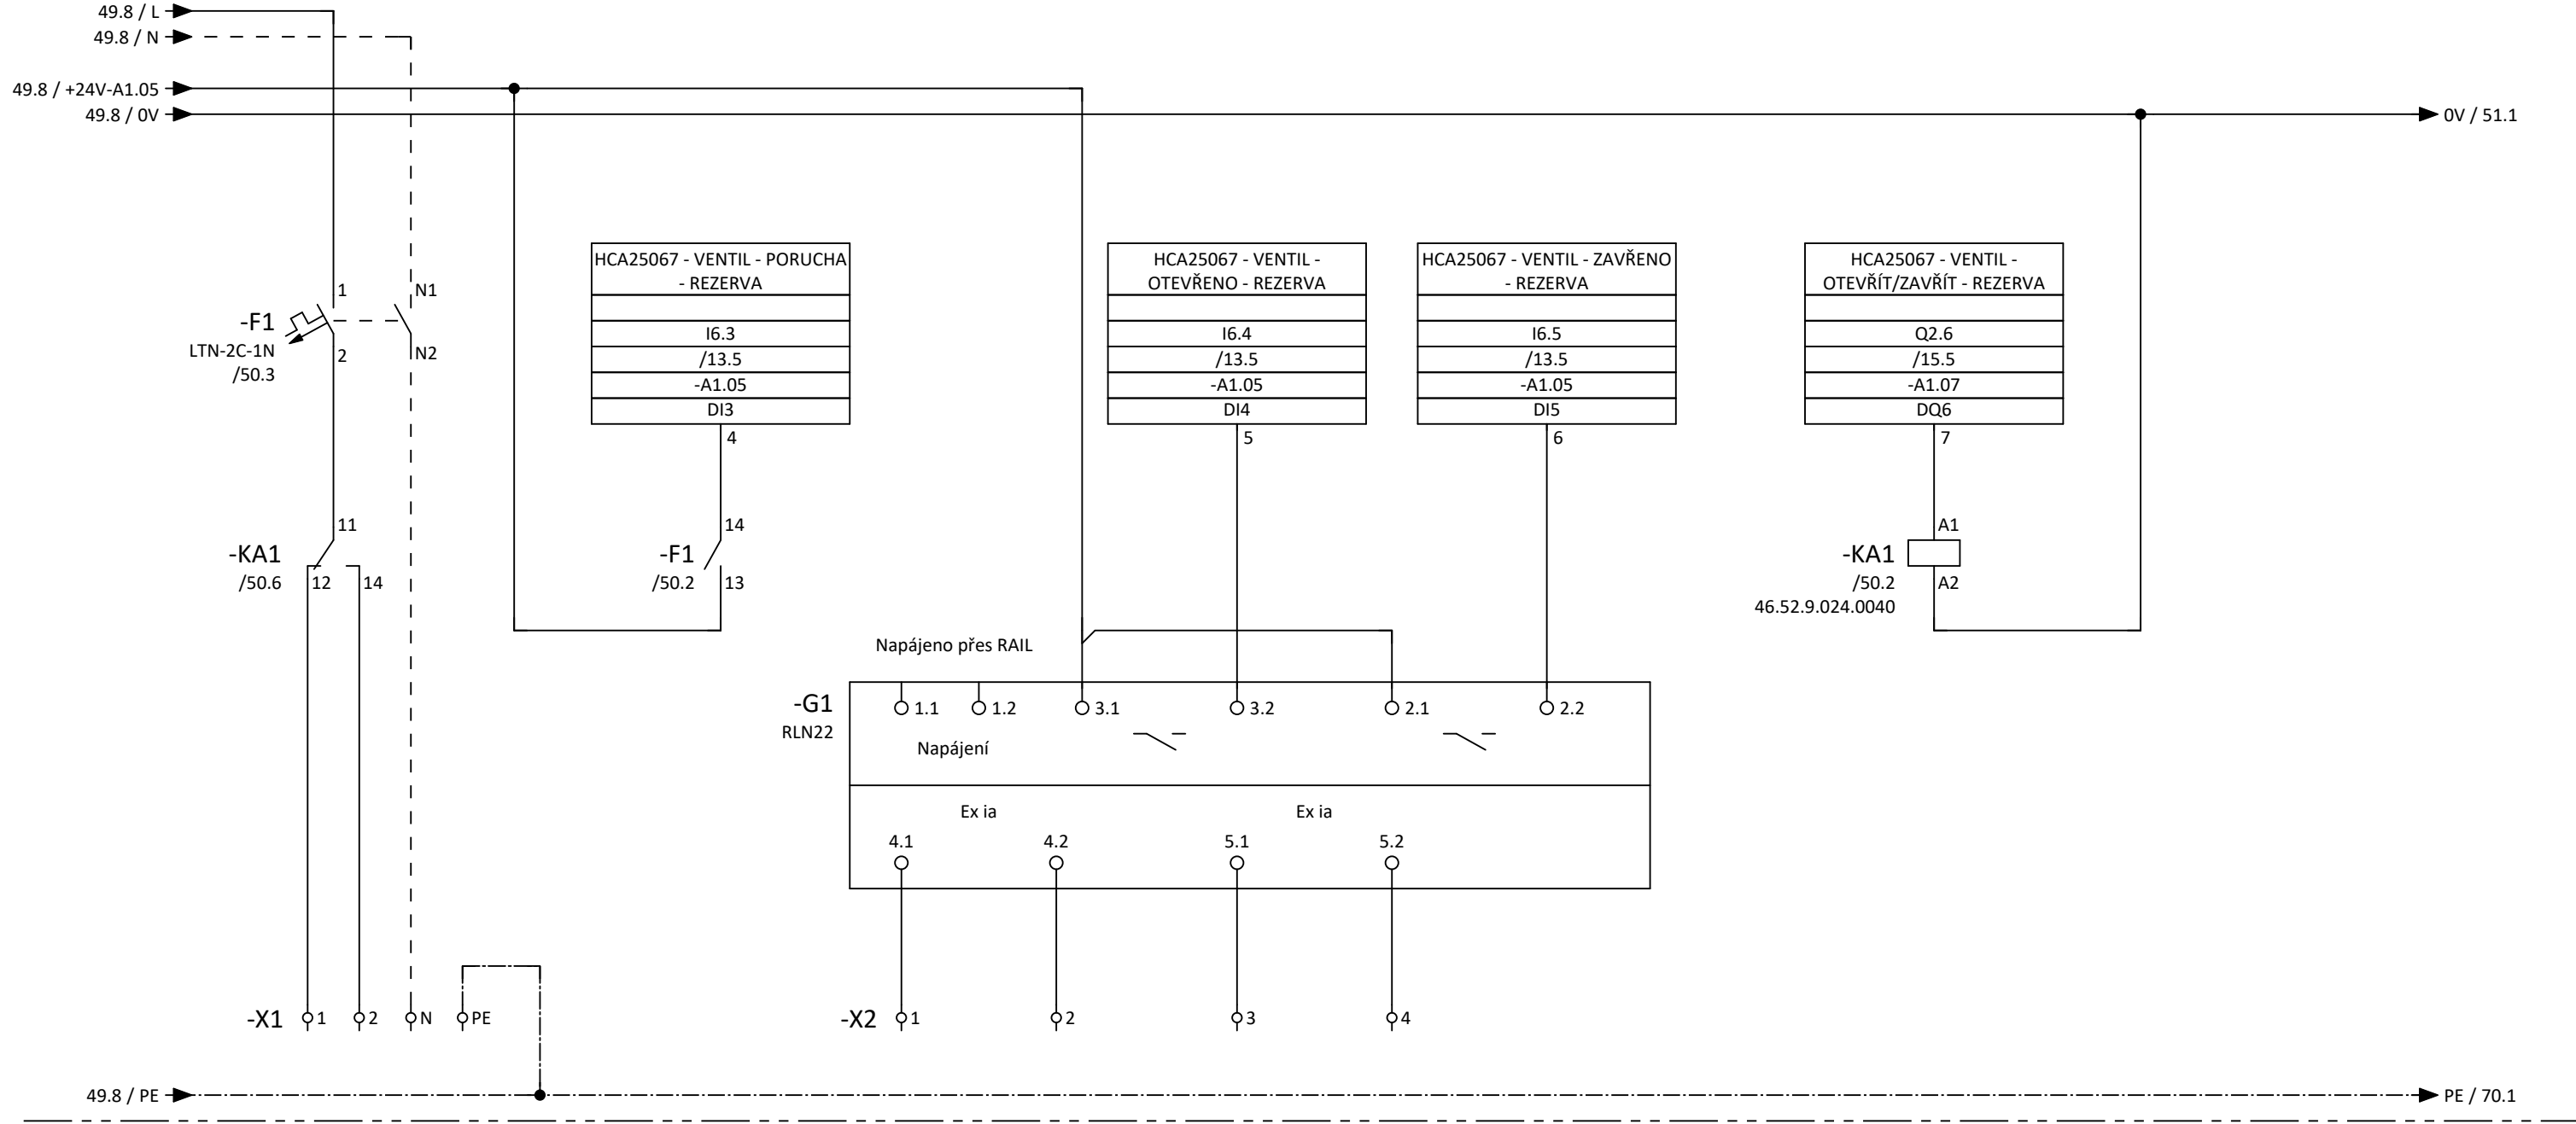 49.8 / L
49.8 / N
49.8 / +24V-A1.05
49.8 / 0V
0V / 51.1
HCA25067 - VENTIL - PORUCHA
- REZERVA
I6.3
/13.5
-A1.05
DI3
4
HCA25067 - VENTIL -
OTEVŘENO - REZERVA
I6.4
/13.5
-A1.05
DI4
5
HCA25067 - VENTIL - ZAVŘENO
- REZERVA
I6.5
/13.5
-A1.05
DI5
6
HCA25067 - VENTIL -
OTEVŘÍT/ZAVŘÍT - REZERVA
Q2.6
/15.5
-A1.07
DQ6
7
1
N1
-F1
LTN-2C-1N
/50.3
2
N2
11
-KA1
/50.6
12
14
14
-F1
/50.2
13
A1
-KA1
/50.2
A2
46.52.9.024.0040
Napájeno přes RAIL
-G1
RLN22
1.1
1.2
3.1
3.2
2.1
2.2
Napájení
Ex ia
Ex ia
4.1
4.2
5.1
5.2
-X1
1
2
N
PE
-X2
1
2
3
4
49.8 / PE
PE / 70.1